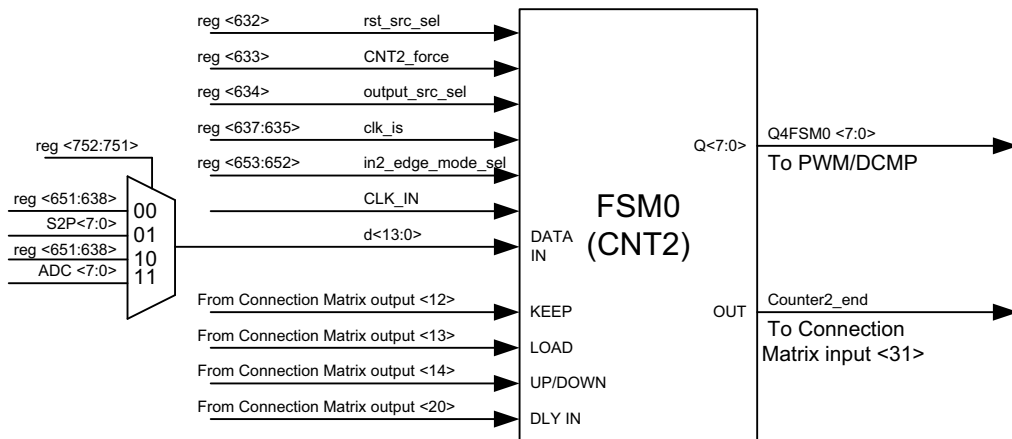 reg <632> rst_src_sel
reg <633> CNT2_force
reg <634> output_src_sel
reg <637:635> clk_is
reg <653:652> in2_edge_mode_sel
CLK_IN
reg <752:751>
reg <651:638>
S2P<7:0>
reg <651:638>
ADC <7:0>
00
01
10
11
d<13:0>
From Connection Matrix output <12>
From Connection Matrix output <13>
From Connection Matrix output <14>
From Connection Matrix output <20>
DATA
IN
KEEP
LOAD
UP/DOWN
DLY IN
FSM0
(CNT2)
Q<7:0>
OUT
Q4FSM0 <7:0>
To PWM/DCMP
Counter2_end
To Connection
Matrix input <31>